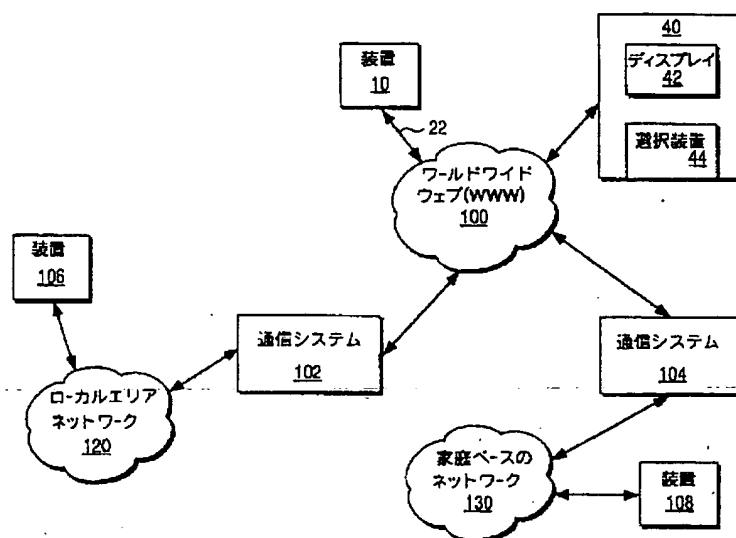 装置
10
22
40
ディスプレイ
42
選択装置
44
ワールドワイド
ウェブ(WWW)
100
装置
106
通信システム
102
通信システム
104
ローカルエリア
ネットワーク
120
家庭ベースの
ネットワーク
130
装置
108